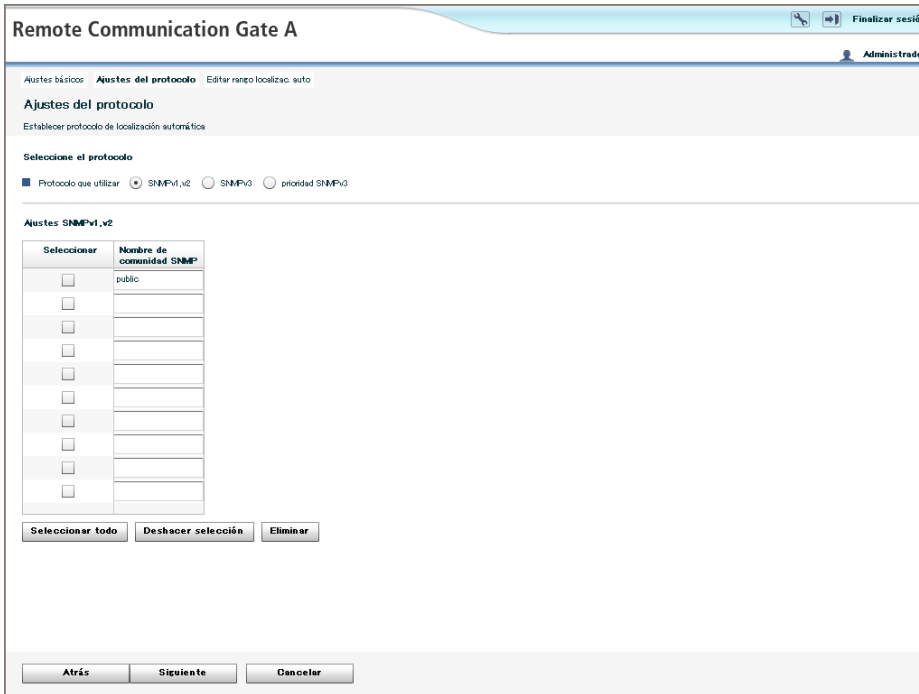 Remote Communication Gate A
Finalizar sesió
Administrado
Ajustes básicos Ajustes del protocolo Editar rango localizac. auto
Ajustes del protocolo
Establecer protocolo de localización automática
Seleccione el protocolo
Protocolo que utilizar SNMPv1,v2 SNMPv3 prioridad SNMPv3
Ajustes SNMPv1,v2
Seleccionar
Nombre de
comunidad SNMP
public
Seleccionar todo Deshacer selección Eliminar
Atrás Siguiente Cancelar